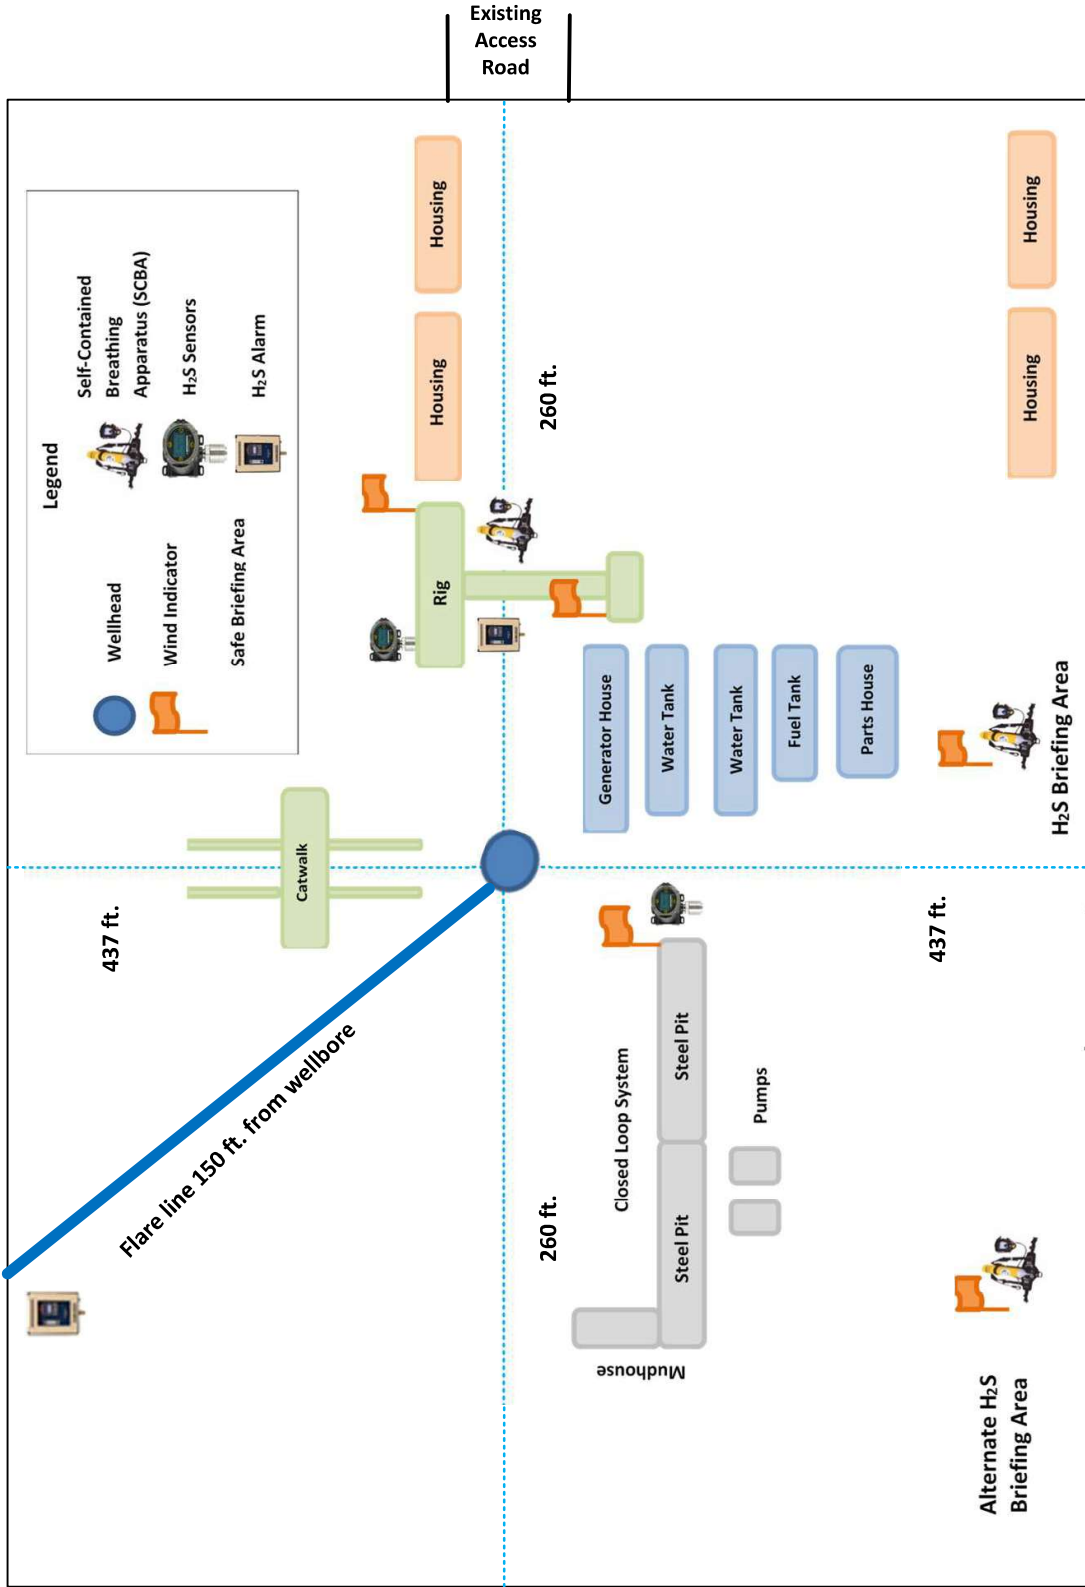 Existing
Access
Road
Legend
Wellhead
Wind Indicator
Safe Briefing Area
Self-Contained
Breathing
Apparatus (SCBA)
H₂S Sensors
H₂S Alarm
Housing
Housing
Housing
Housing
260 ft.
Rig
Generator House
Water Tank
Water Tank
Fuel Tank
Parts House
H₂S Briefing Area
Catwalk
437 ft.
437 ft.
Flare line 150 ft. from wellbore
260 ft.
Closed Loop System
Steel Pit
Steel Pit
Pumps
Mudhouse
Alternate H₂S
Briefing Area